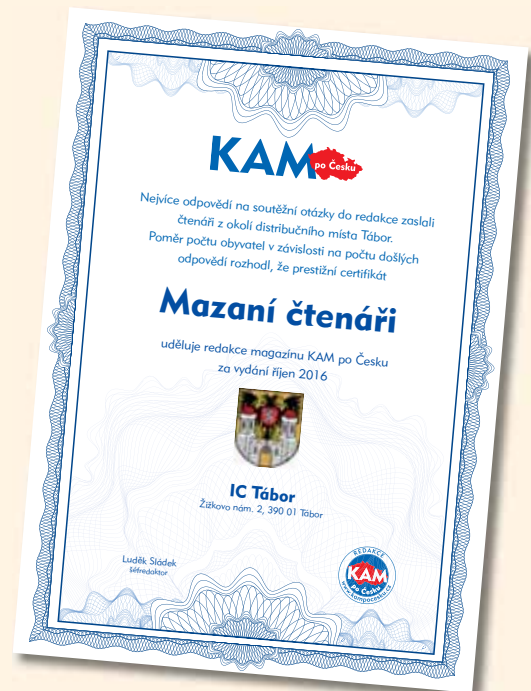 KAM
po Česku
Nejvíce odpovědí na soutěžní otázky do redakce zaslali
čtenáři z okolí distribučního místa Tábor.
Poměr počtu obyvatel v závislosti na počtu došlých
odpovědí rozhodl, že prestižní certifikát
Mazaní čtenáři
uděluje redakce magazínu KAM po Česku
za vydání říjen 2016
IC Tábor
Žižkovo nám. 2, 390 01 Tábor
Luděk Sládek
šéfredaktor
REDAKCE
KAM
po Česku
www.kampocesku.cz